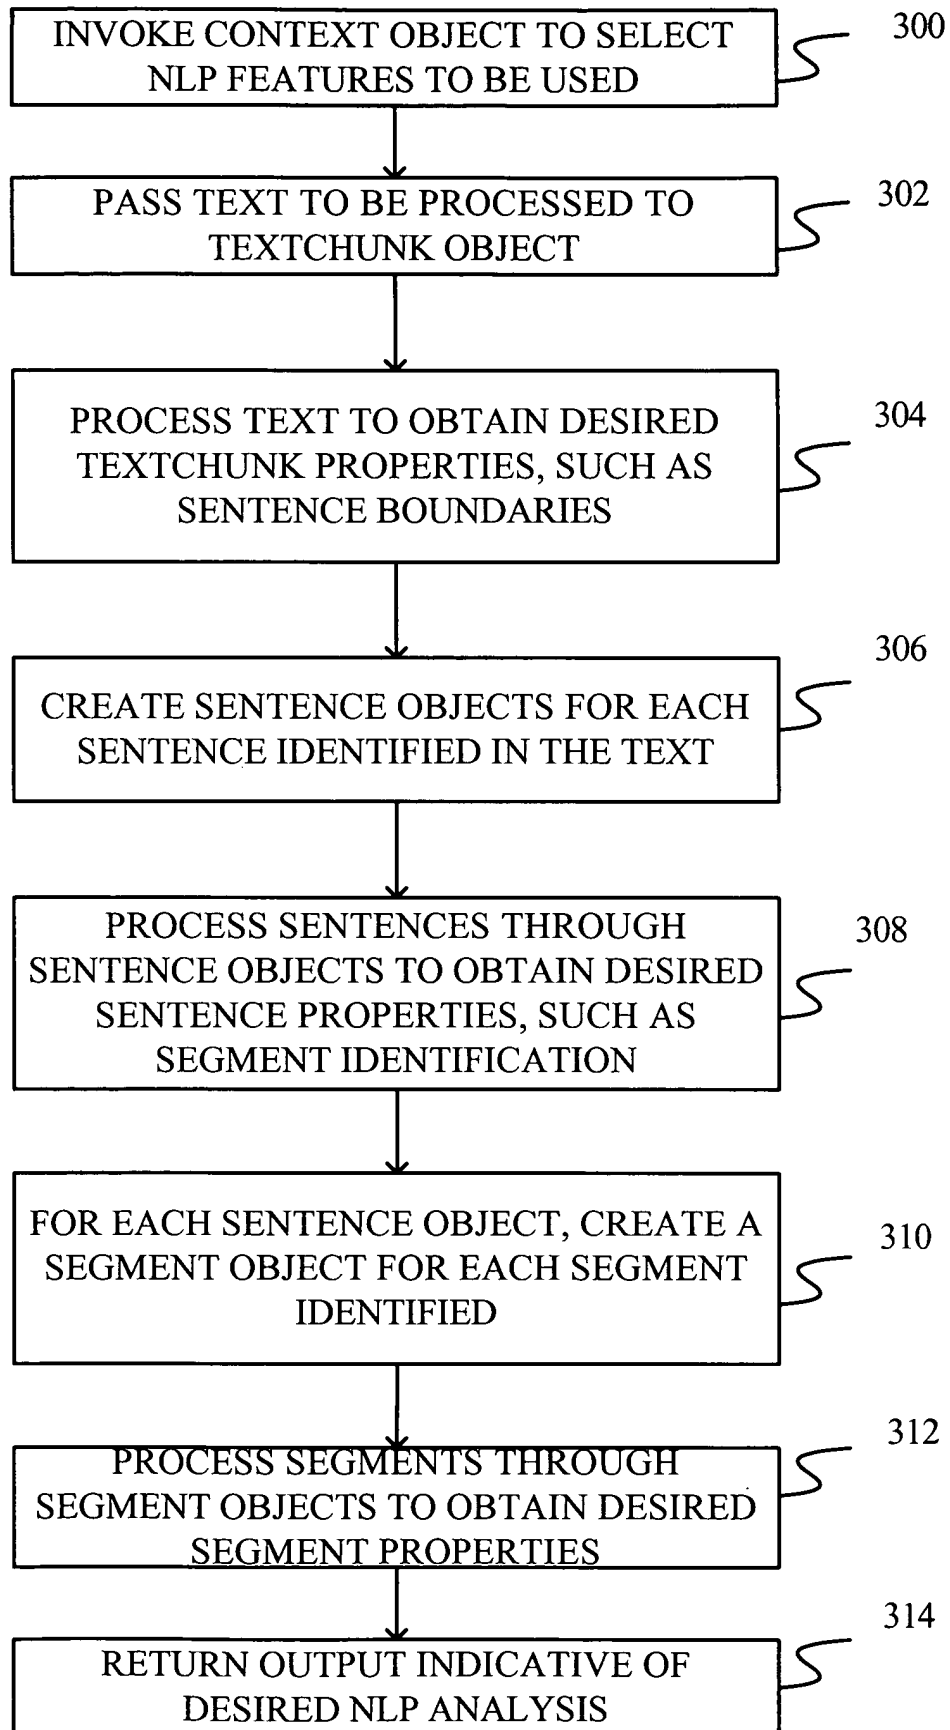 INVOKE CONTEXT OBJECT TO SELECT
NLP FEATURES TO BE USED
300
PASS TEXT TO BE PROCESSED TO
TEXTCHUNK OBJECT
302
PROCESS TEXT TO OBTAIN DESIRED
TEXTCHUNK PROPERTIES, SUCH AS
SENTENCE BOUNDARIES
304
CREATE SENTENCE OBJECTS FOR EACH
SENTENCE IDENTIFIED IN THE TEXT
306
PROCESS SENTENCES THROUGH
SENTENCE OBJECTS TO OBTAIN DESIRED
SENTENCE PROPERTIES, SUCH AS
SEGMENT IDENTIFICATION
308
FOR EACH SENTENCE OBJECT, CREATE A
SEGMENT OBJECT FOR EACH SEGMENT
IDENTIFIED
310
PROCESS SEGMENTS THROUGH
SEGMENT OBJECTS TO OBTAIN DESIRED
SEGMENT PROPERTIES
312
RETURN OUTPUT INDICATIVE OF
DESIRED NLP ANALYSIS
314